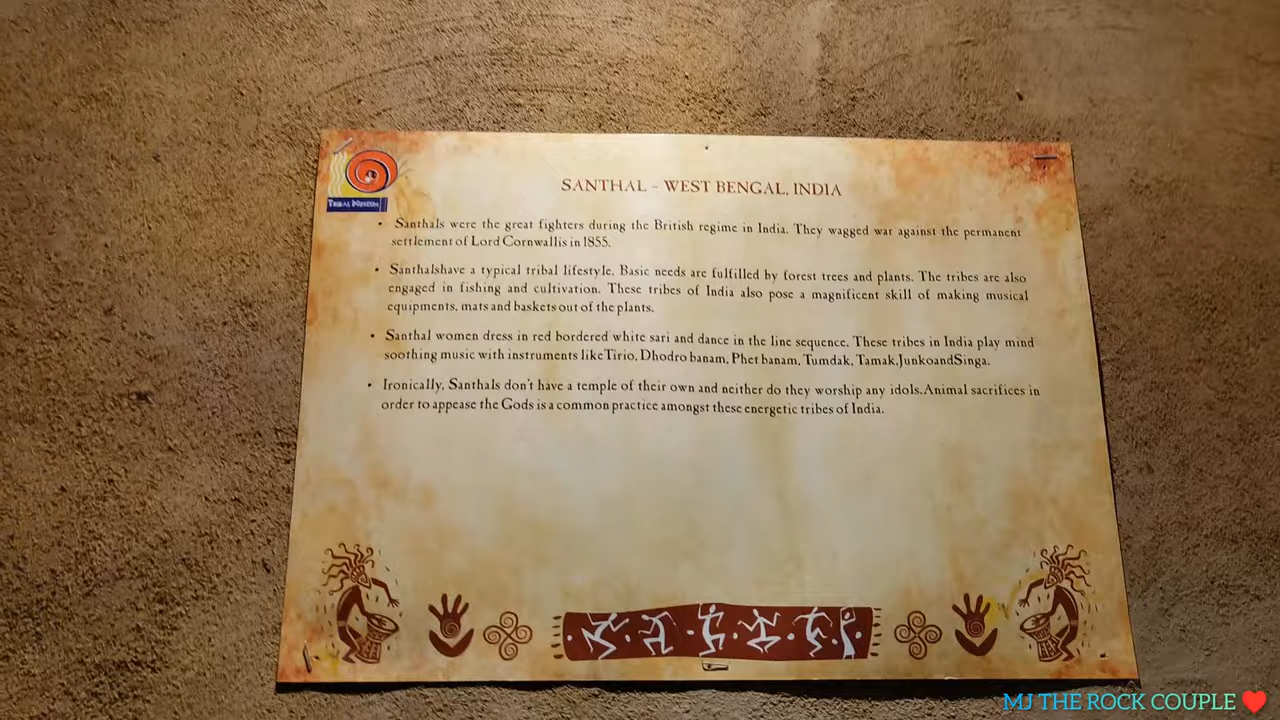 TRIBAL MUSEUM
SANTHAL - WEST BENGAL, INDIA
• Santhals were the great fighters during the British regime in India. They wagged war against the permanent
settlement of Lord Cornwallis in 1855.
• Santhalshave a typical tribal lifestyle. Basic needs are fulfilled by forest trees and plants. The tribes are also
engaged in fishing and cultivation. These tribes of India also pose a magnificent skill of making musical
equipments, mats and baskets out of the plants.
• Santhal women dress in red bordered white sari and dance in the line sequence. These tribes in India play mind
soothing music with instruments likeTirio, Dhodro banam, Phet banam, Tumdak, Tamak,JunkoandSinga.
• Ironically, Santhals don't have a temple of their own and neither do they worship any idols.Animal sacrifices in
order to appease the Gods is a common practice amongst these energetic tribes of India.
MJ THE ROCK COUPLE ❤️